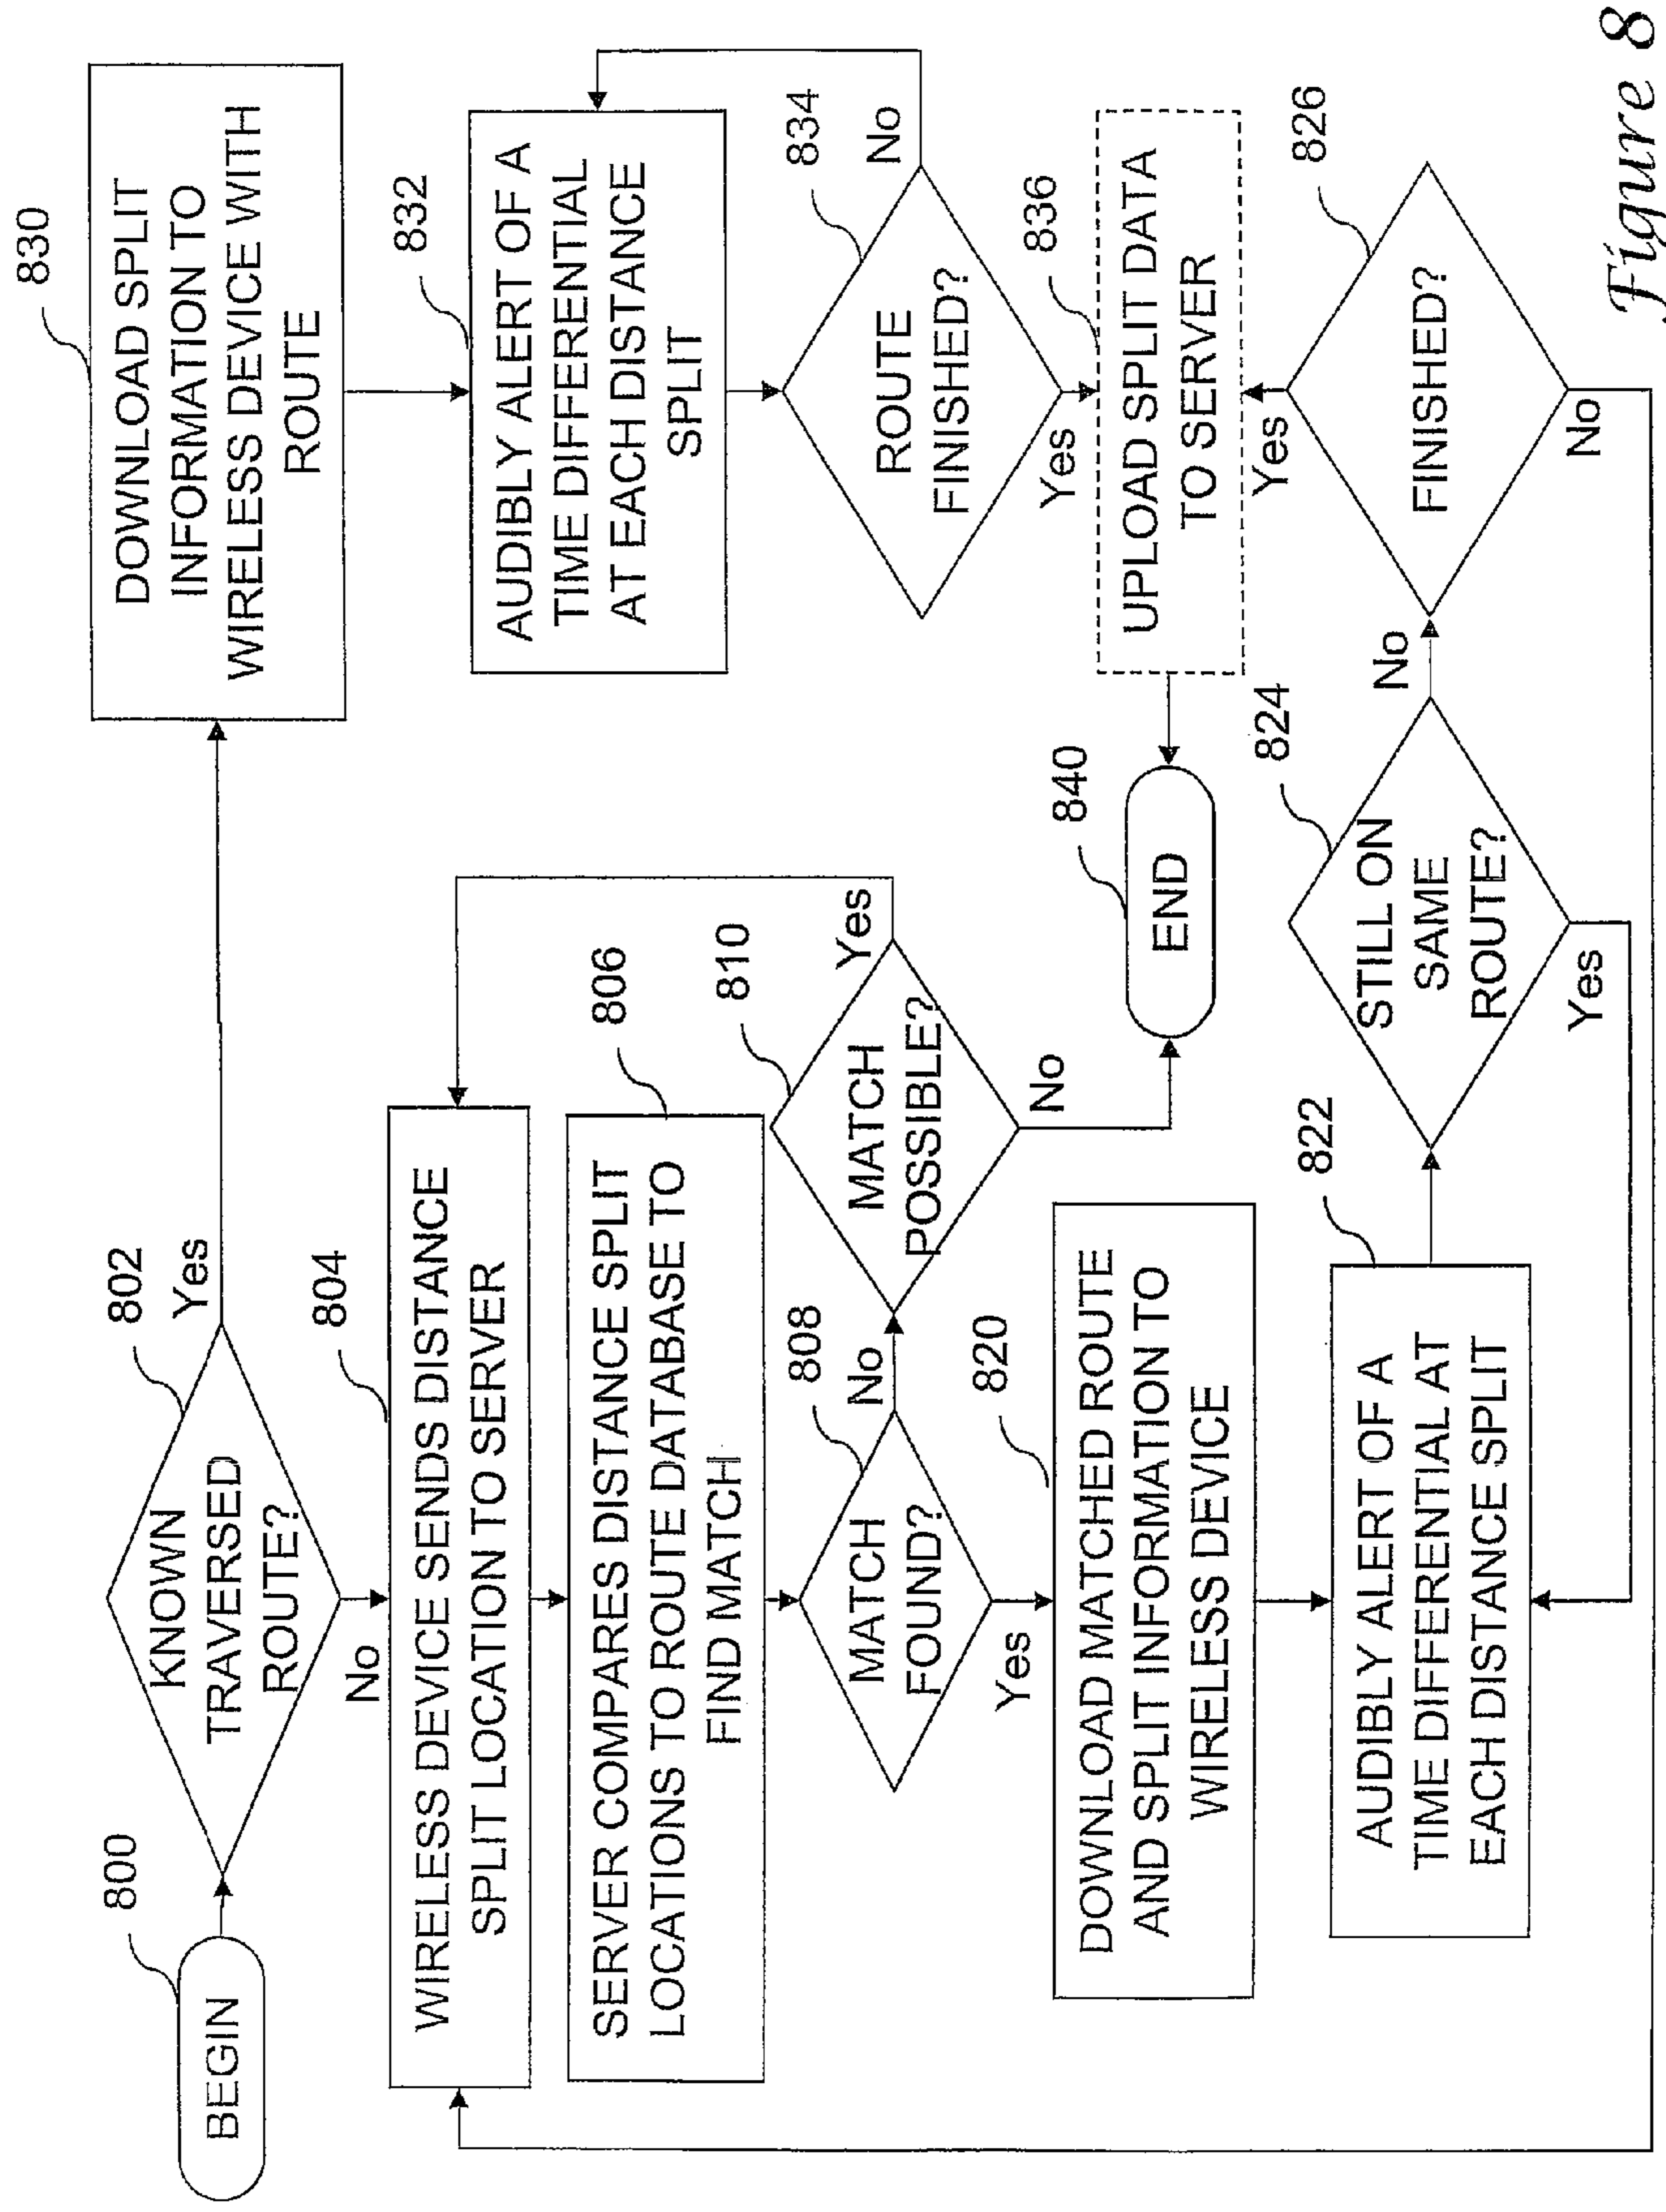 800
BEGIN
802
KNOWN
TRAVERSED
ROUTE?
Yes
No
830
DOWNLOAD SPLIT
INFORMATION TO
WIRELESS DEVICE WITH
ROUTE
804
WIRELESS DEVICE SENDS DISTANCE
SPLIT LOCATION TO SERVER
806
SERVER COMPARES DISTANCE SPLIT
LOCATIONS TO ROUTE DATABASE TO
FIND MATCH
808
MATCH
FOUND?
No
Yes
810
MATCH
POSSIBLE?
Yes
No
820
DOWNLOAD MATCHED ROUTE
AND SPLIT INFORMATION TO
WIRELESS DEVICE
822
AUDIBLY ALERT OF A
TIME DIFFERENTIAL AT
EACH DISTANCE SPLIT
824
STILL ON
SAME
ROUTE?
No
Yes
826
FINISHED?
Yes
No
832
AUDIBLY ALERT OF A
TIME DIFFERENTIAL
AT EACH DISTANCE
SPLIT
834
ROUTE
FINISHED?
No
Yes
836
UPLOAD SPLIT DATA
TO SERVER
840
END
Figure 8